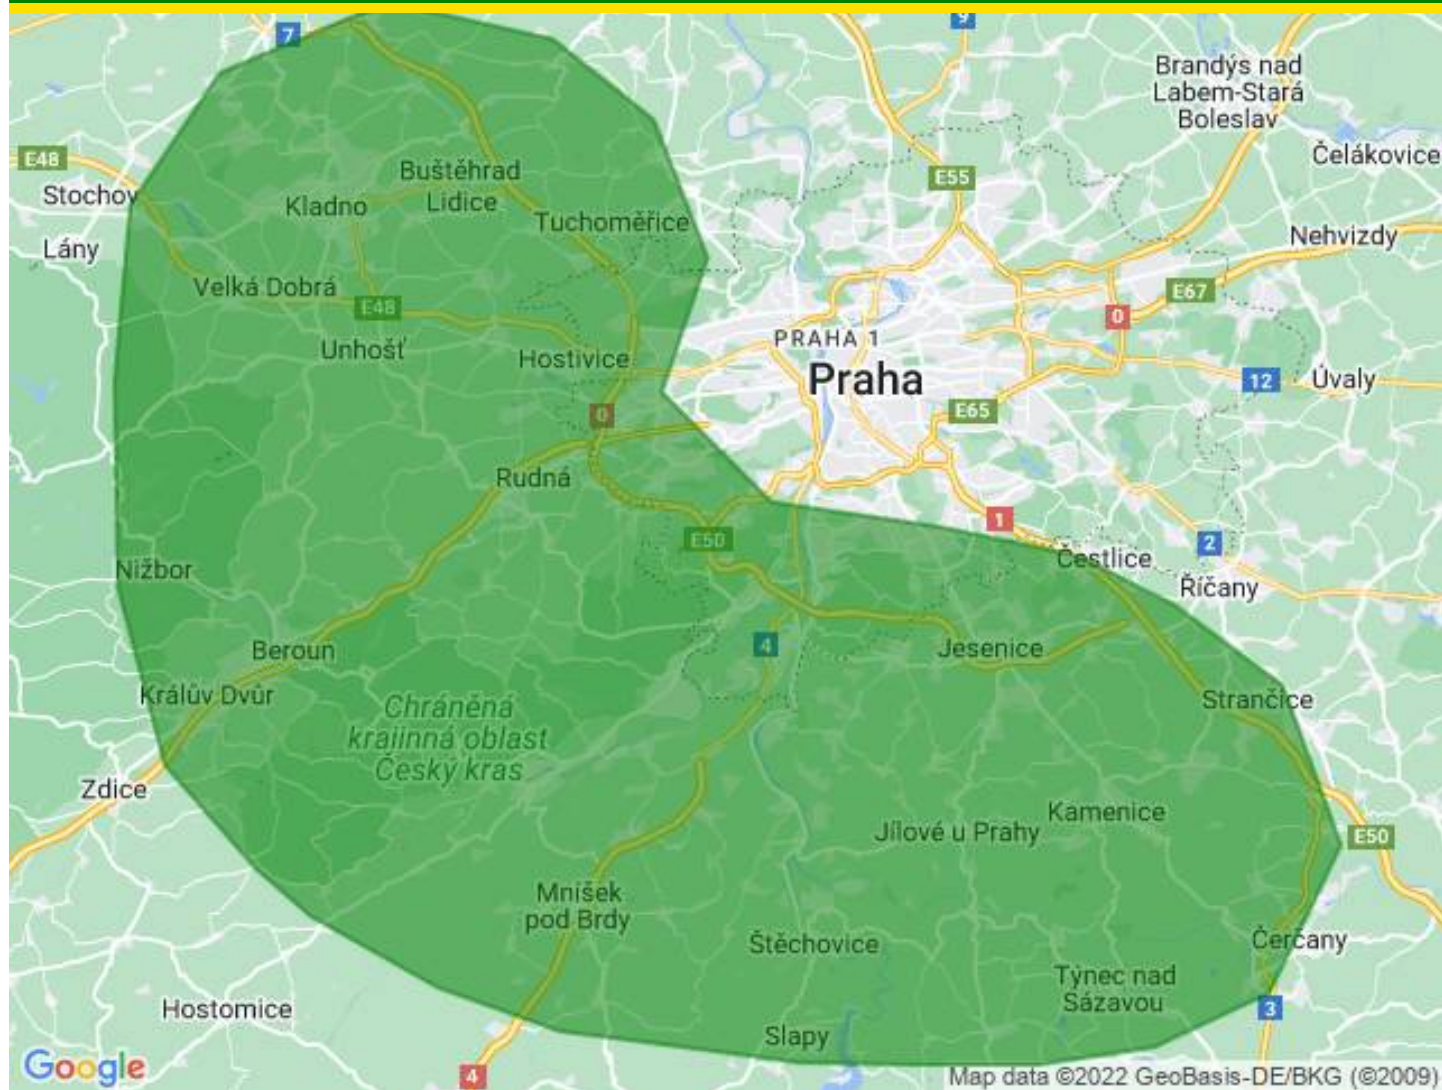 7
9
Brandýs nad
Labem-Stará
Boleslav
E48
Čelákovice
Buštěhrad
E55
Stochov
Kladno
Lidice
Tuchoměřice
Nehvizdy
Lány
Velká Dobrá
E48
E67
0
PRAHA 1
Unhošť
Hostivice
Praha
12
Úvaly
0
E65
Rudná
1
E50
2
Čestlice
Nižbor
Říčany
Beroun
4
Jesenice
Králův Dvůr
Strančice
Chráněná
krajinná oblast
Český kras
Zdice
Kamenice
Jílové u Prahy
E50
Mníšek
pod Brdy
Štěchovice
Čerčany
Týnec nad
Sázavou
Hostomice
3
Slapy
Google
4
Map data ©2022 GeoBasis-DE/BKG (©2009)